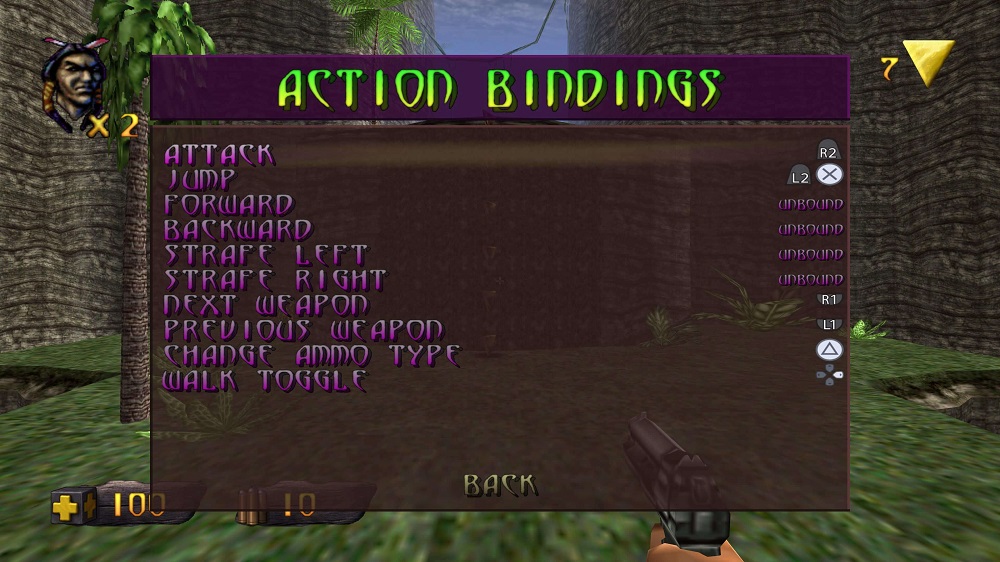 ACTION BINDINGS
x 2
7
ATTACK R2
JUMP L2
FORWARD UNBOUND
BACKWARD UNBOUND
STRAFE LEFT UNBOUND
STRAFE RIGHT UNBOUND
NEXT WEAPON R1
PREVIOUS WEAPON L1
CHANGE AMMO TYPE
WALK TOGGLE
BACK
100
10